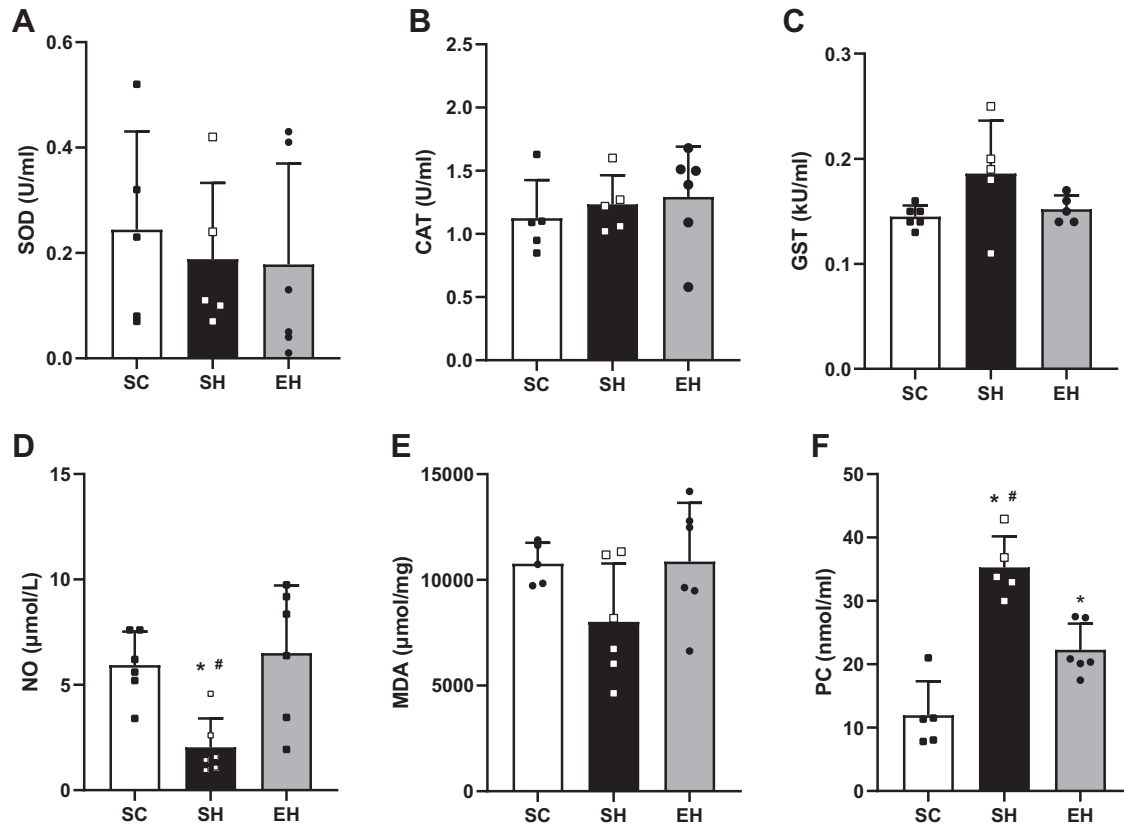 A
SOD (U/ml)
0.6
0.4
0.2
0.0
SC SH EH
B
CAT (U/ml)
2.5
2.0
1.5
1.0
0.5
0.0
SC SH EH
C
GST (kU/ml)
0.3
0.2
0.1
0.0
SC SH EH
D
NO (µmol/L)
15
10
5
0
* #
SC SH EH
E
MDA (µmol/mg)
15000
10000
5000
0
SC SH EH
F
PC (nmol/ml)
50
40
30
20
10
0
* #
*
SC SH EH